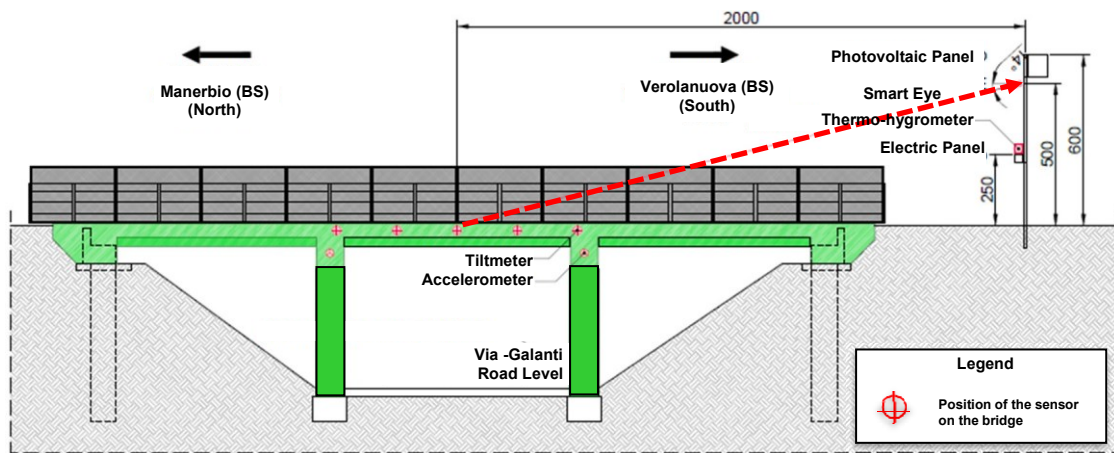 2000
Manerbio (BS)
(North)
Verolanuova (BS)
(South)
Photovoltaic Panel
Smart Eye
Thermo-hygrometer
Electric Panel
250
500
600
Tiltmeter
Accelerometer
Via -Galanti
Road Level
Legend
Position of the sensor
on the bridge